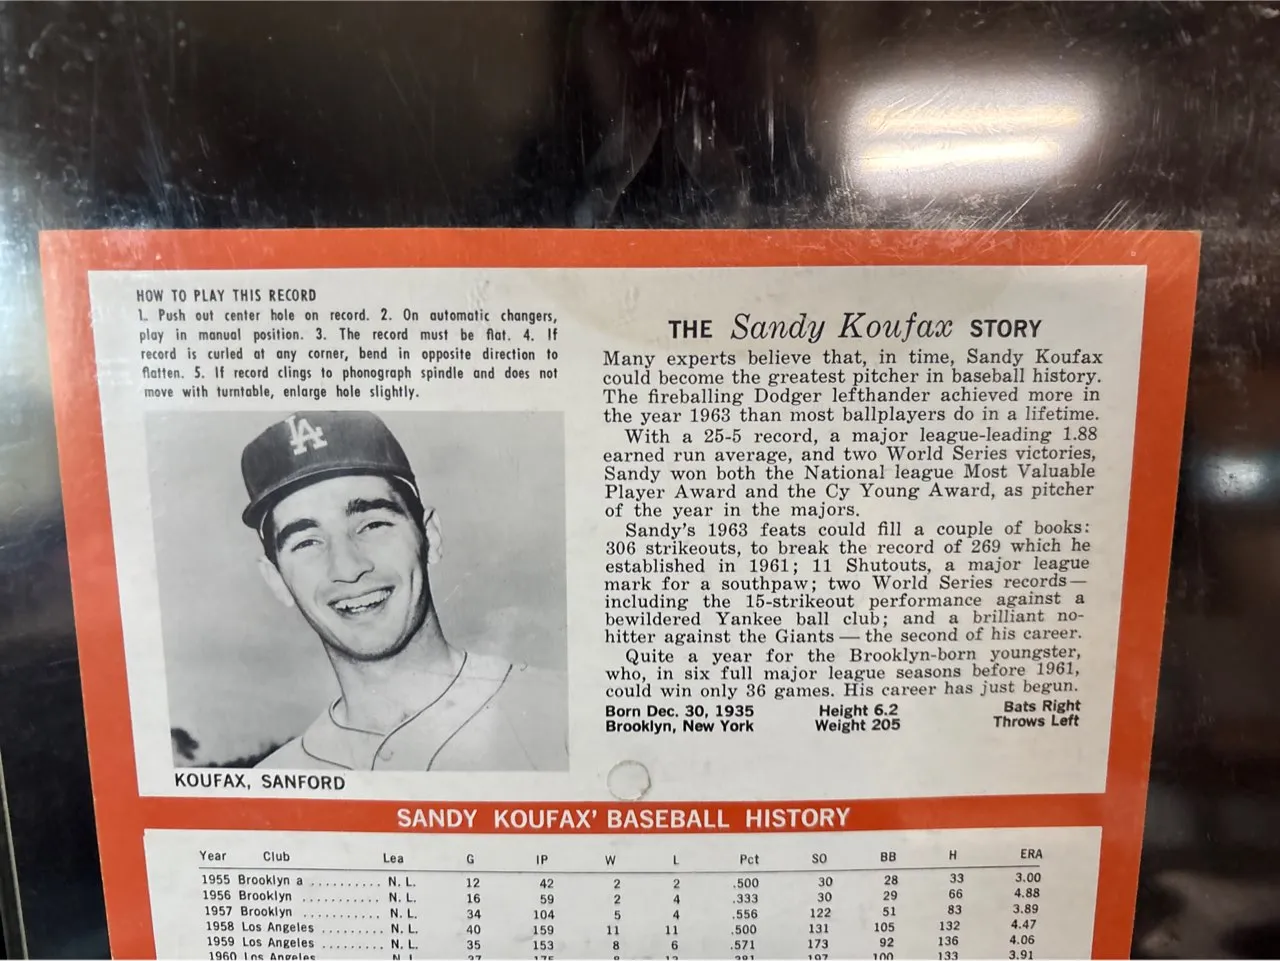 HOW TO PLAY THIS RECORD
1. Push out center hole on record. 2. On automatic changers,
play in manual position. 3. The record must be flat. 4. If
record is curled at any corner, bend in opposite direction to
flatten. 5. If record clings to phonograph spindle and does not
move with turntable, enlarge hole slightly.
LA
KOUFAX, SANFORD
THE Sandy Koufax STORY
Many experts believe that, in time, Sandy Koufax
could become the greatest pitcher in baseball history.
The fireballing Dodger lefthander achieved more in
the year 1963 than most ballplayers do in a lifetime.
With a 25-5 record, a major league-leading 1.88
earned run average, and two World Series victories,
Sandy won both the National league Most Valuable
Player Award and the Cy Young Award, as pitcher
of the year in the majors.
Sandy's 1963 feats could fill a couple of books:
306 strikeouts, to break the record of 269 which he
established in 1961; 11 Shutouts, a major league
mark for a southpaw; two World Series records—
including the 15-strikeout performance against a
bewildered Yankee ball club; and a brilliant no-
hitter against the Giants — the second of his career.
Quite a year for the Brooklyn-born youngster,
who, in six full major league seasons before 1961,
could win only 36 games. His career has just begun.
Born Dec. 30, 1935 Height 6.2 Bats Right
Brooklyn, New York Weight 205 Throws Left
SANDY KOUFAX' BASEBALL HISTORY
Year Club Lea G IP W L Pct SO BB H ERA
1955 Brooklyn a .......... N. L. 12 42 2 2 .500 30 28 33 3.00
1956 Brooklyn ........... N. L. 16 59 2 4 .333 30 29 66 4.88
1957 Brooklyn ........... N. L. 34 104 5 4 .556 122 51 83 3.89
1958 Los Angeles ......... N. L. 40 159 11 11 .500 131 105 132 4.47
1959 Los Angeles ......... N. L. 35 153 8 6 .571 173 92 136 4.06
1960 Los Angeles N. L. 37 175 8 13 .381 197 100 133 3.91